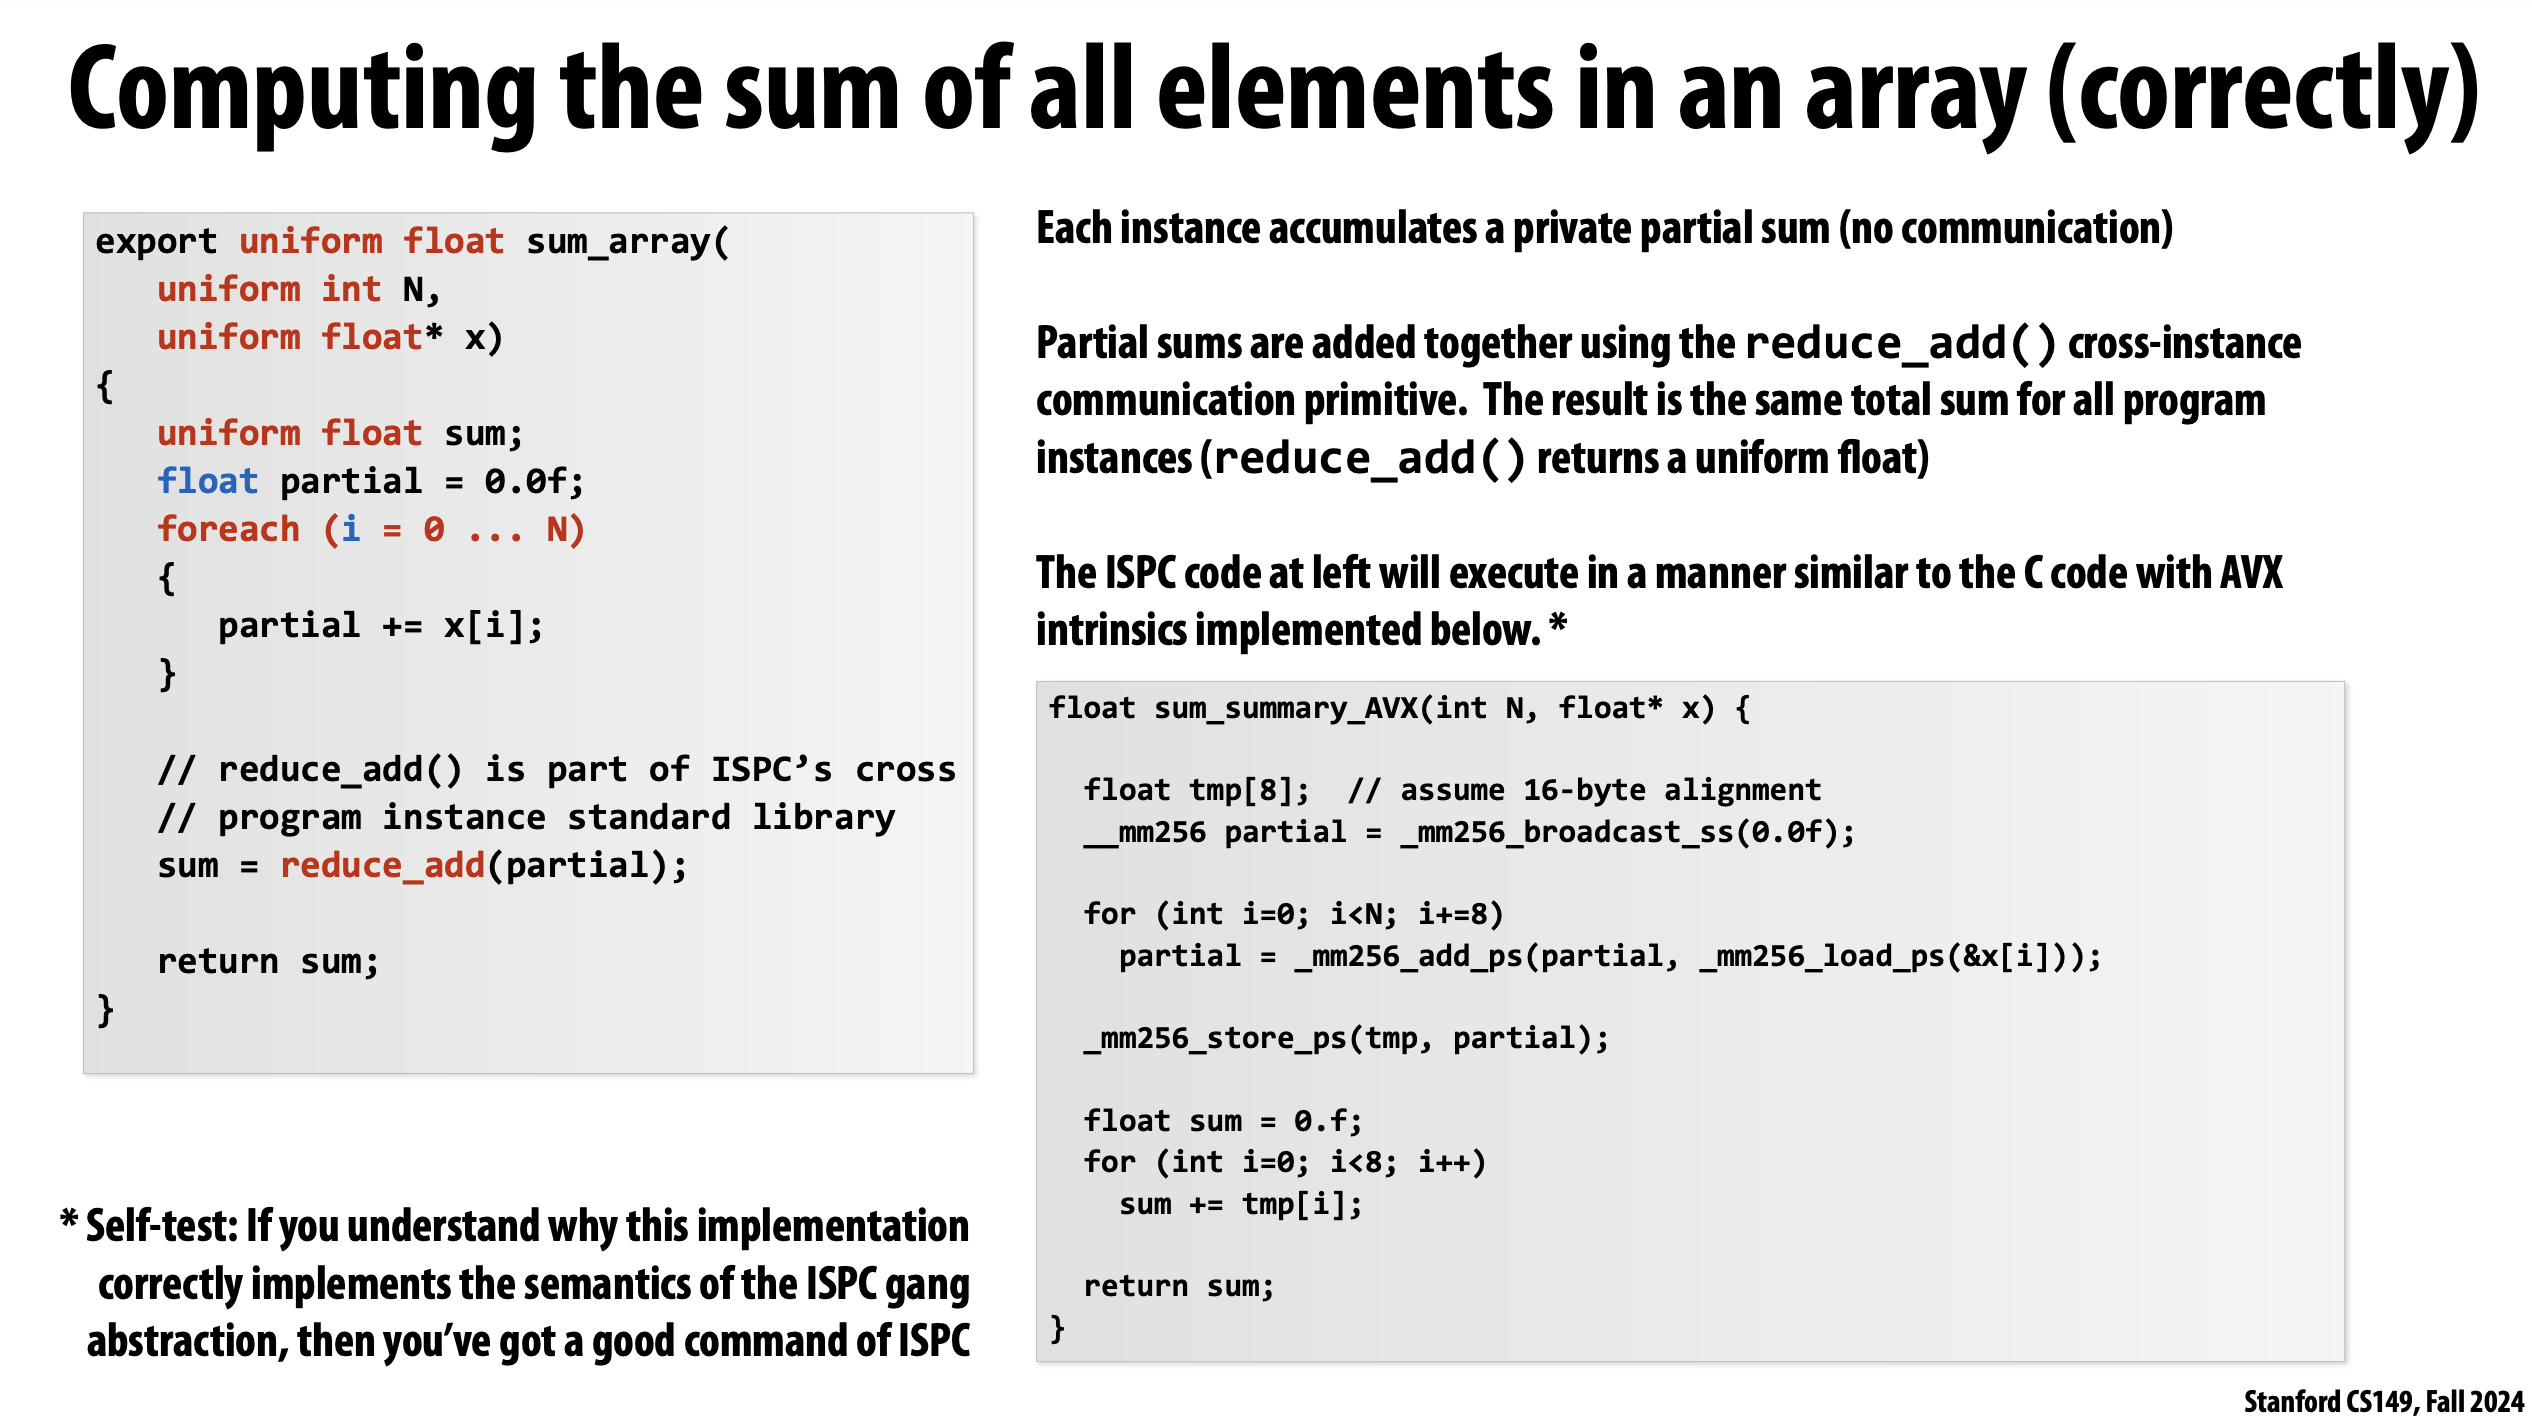 Computing the sum of all elements in an array (correctly)
export uniform float sum_array(
   uniform int N,
   uniform float* x)
{
   uniform float sum;
   float partial = 0.0f;
   foreach (i = 0 ... N)
   {
      partial += x[i];
   }
   // reduce_add() is part of ISPC’s cross
   // program instance standard library
   sum = reduce_add(partial);
   return sum;
}
* Self-test: If you understand why this implementation
correctly implements the semantics of the ISPC gang
abstraction, then you’ve got a good command of ISPC
Each instance accumulates a private partial sum (no communication)
Partial sums are added together using the reduce_add() cross-instance
communication primitive.  The result is the same total sum for all program
instances (reduce_add() returns a uniform float)
The ISPC code at left will execute in a manner similar to the C code with AVX
intrinsics implemented below. *
float sum_summary_AVX(int N, float* x) {
  float tmp[8];  // assume 16-byte alignment
  __mm256 partial = _mm256_broadcast_ss(0.0f);
  for (int i=0; i<N; i+=8)
    partial = _mm256_add_ps(partial, _mm256_load_ps(&x[i]));
  _mm256_store_ps(tmp, partial);
  float sum = 0.f;
  for (int i=0; i<8; i++)
    sum += tmp[i];
  return sum;
}
Stanford CS149, Fall 2024